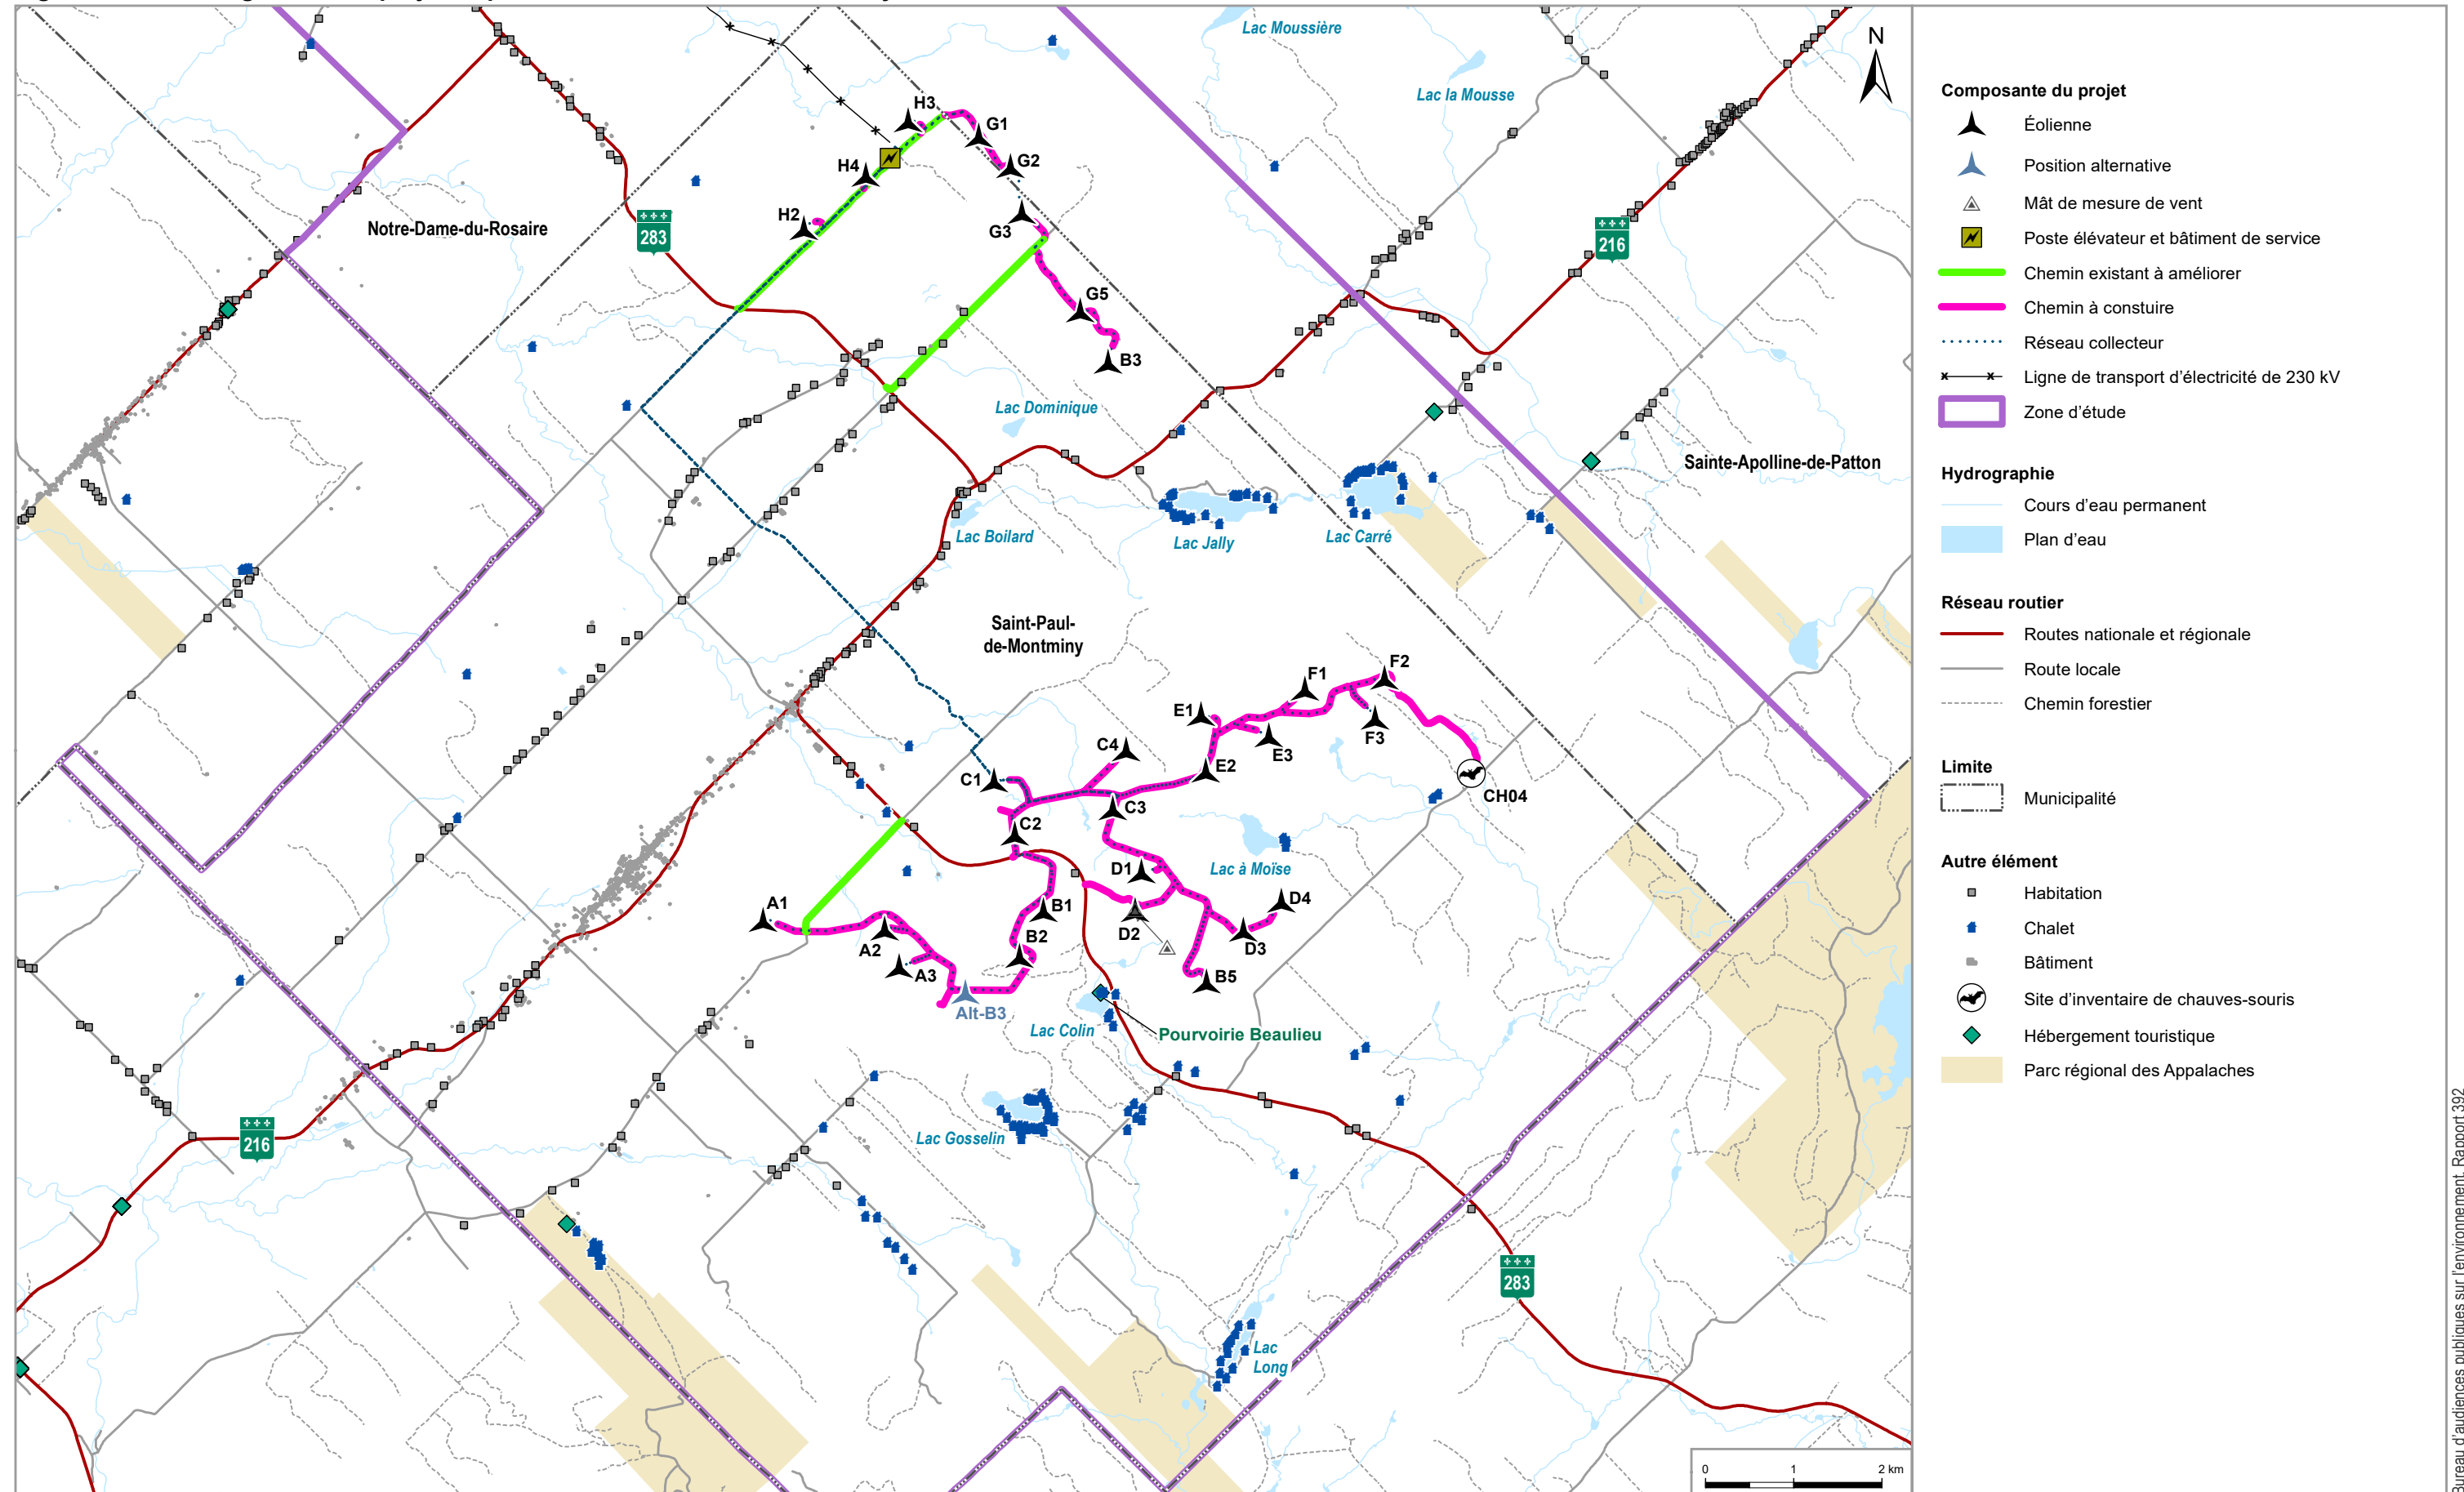 Lac Moussière
N
Lac la Mousse
H3
G1
G2
H4
H2
G3
Notre-Dame-du-Rosaire
283
216
G5
B3
Lac Dominique
Sainte-Apolline-de-Patton
Lac Boilard
Lac Jally
Lac Carré
Saint-Paul-
de-Montminy
F1
F2
E1
F3
E3
C4
E2
C1
CH04
C3
C2
D1
Lac à Moïse
A1
B1
D4
A2
B2
D2
D3
A3
B5
Alt-B3
Lac Colin
Pourvoirie Beaulieu
Lac Gosselin
216
283
Lac
Long
0 1 2 km
Composante du projet
Éolienne
Position alternative
Mât de mesure de vent
Poste élévateur et bâtiment de service
Chemin existant à améliorer
Chemin à constuire
Réseau collecteur
Ligne de transport d’électricité de 230 kV
Zone d’étude
Hydrographie
Cours d’eau permanent
Plan d’eau
Réseau routier
Routes nationale et régionale
Route locale
Chemin forestier
Limite
Municipalité
Autre élément
Habitation
Chalet
Bâtiment
Site d’inventaire de chauves-souris
Hébergement touristique
Parc régional des Appalaches
Bureau d’audiences publiques sur l’environnement. Rapport 392